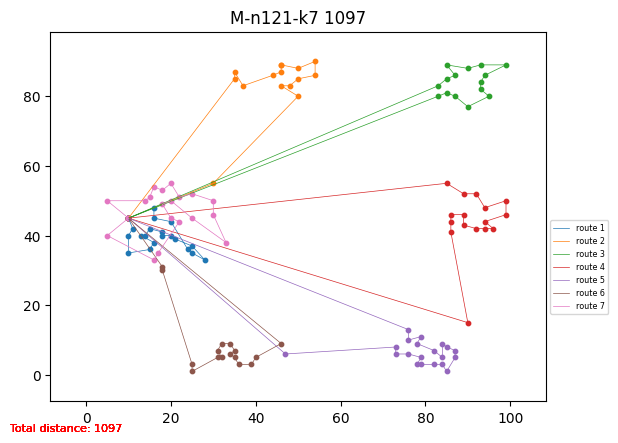 M-n121-k7 1097
80
60
40
20
0
0 20 40 60 80 100
route 1
route 2
route 3
route 4
route 5
route 6
route 7
Total distance: 1097